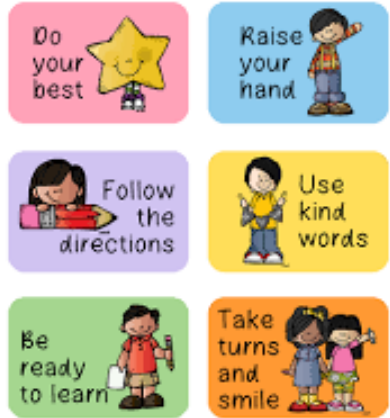 Do
your
best
Raise
your
hand
Follow
the
directions
Use
kind
words
Be
ready
to learn
Take
turns
and
smile